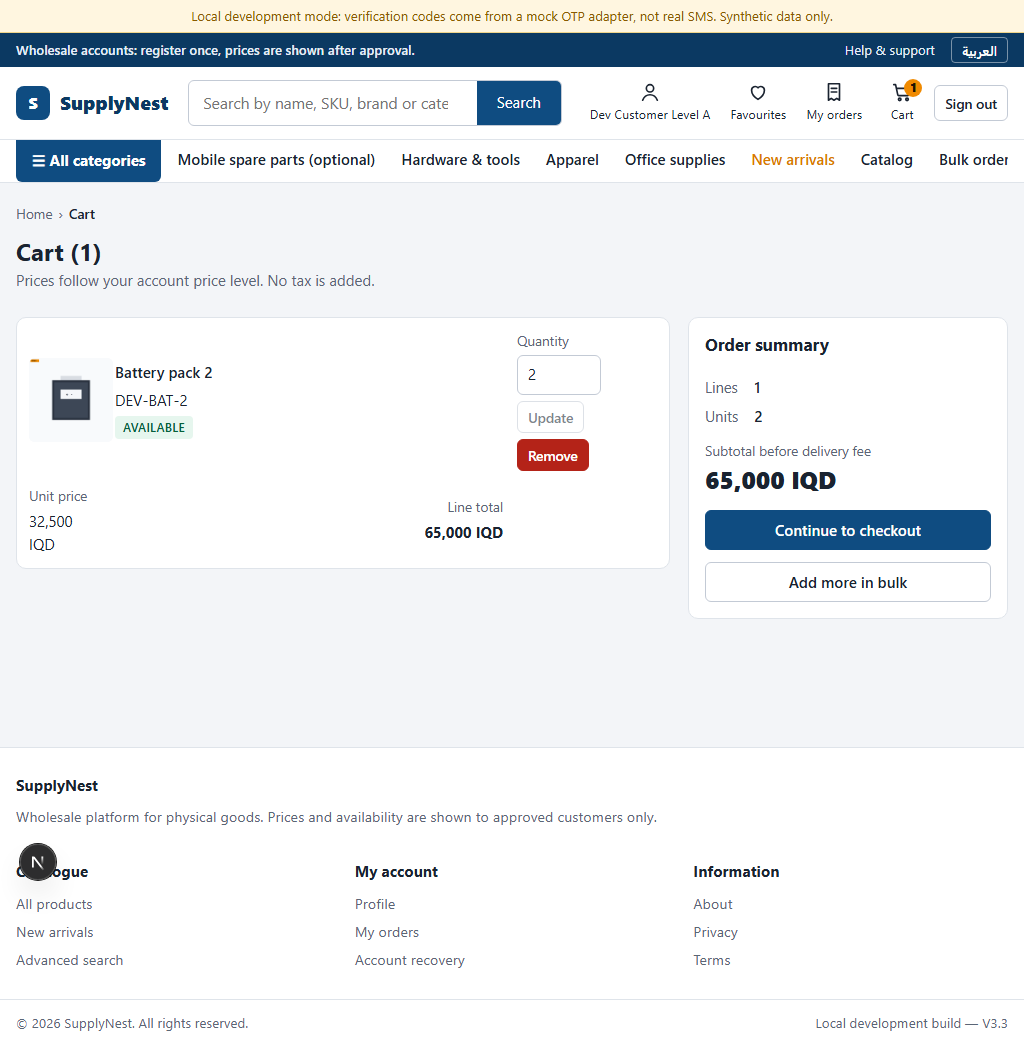 Local development mode: verification codes come from a mock OTP adapter, not real SMS. Synthetic data only.
Wholesale accounts: register once, prices are shown after approval.
Help & support
العربية
S
SupplyNest
Search by name, SKU, brand or cate
Search
Dev Customer Level A
Favourites
My orders
1
Cart
Sign out
☰ All categories
Mobile spare parts (optional)
Hardware & tools
Apparel
Office supplies
New arrivals
Catalog
Bulk order
Home › Cart
Cart (1)
Prices follow your account price level. No tax is added.
Battery pack 2
DEV-BAT-2
AVAILABLE
Quantity
2
Update
Remove
Unit price
32,500
IQD
Line total
65,000 IQD
Order summary
Lines 1
Units 2
Subtotal before delivery fee
65,000 IQD
Continue to checkout
Add more in bulk
SupplyNest
Wholesale platform for physical goods. Prices and availability are shown to approved customers only.
N
ogue
All products
New arrivals
Advanced search
My account
Profile
My orders
Account recovery
Information
About
Privacy
Terms
© 2026 SupplyNest. All rights reserved.
Local development build — V3.3